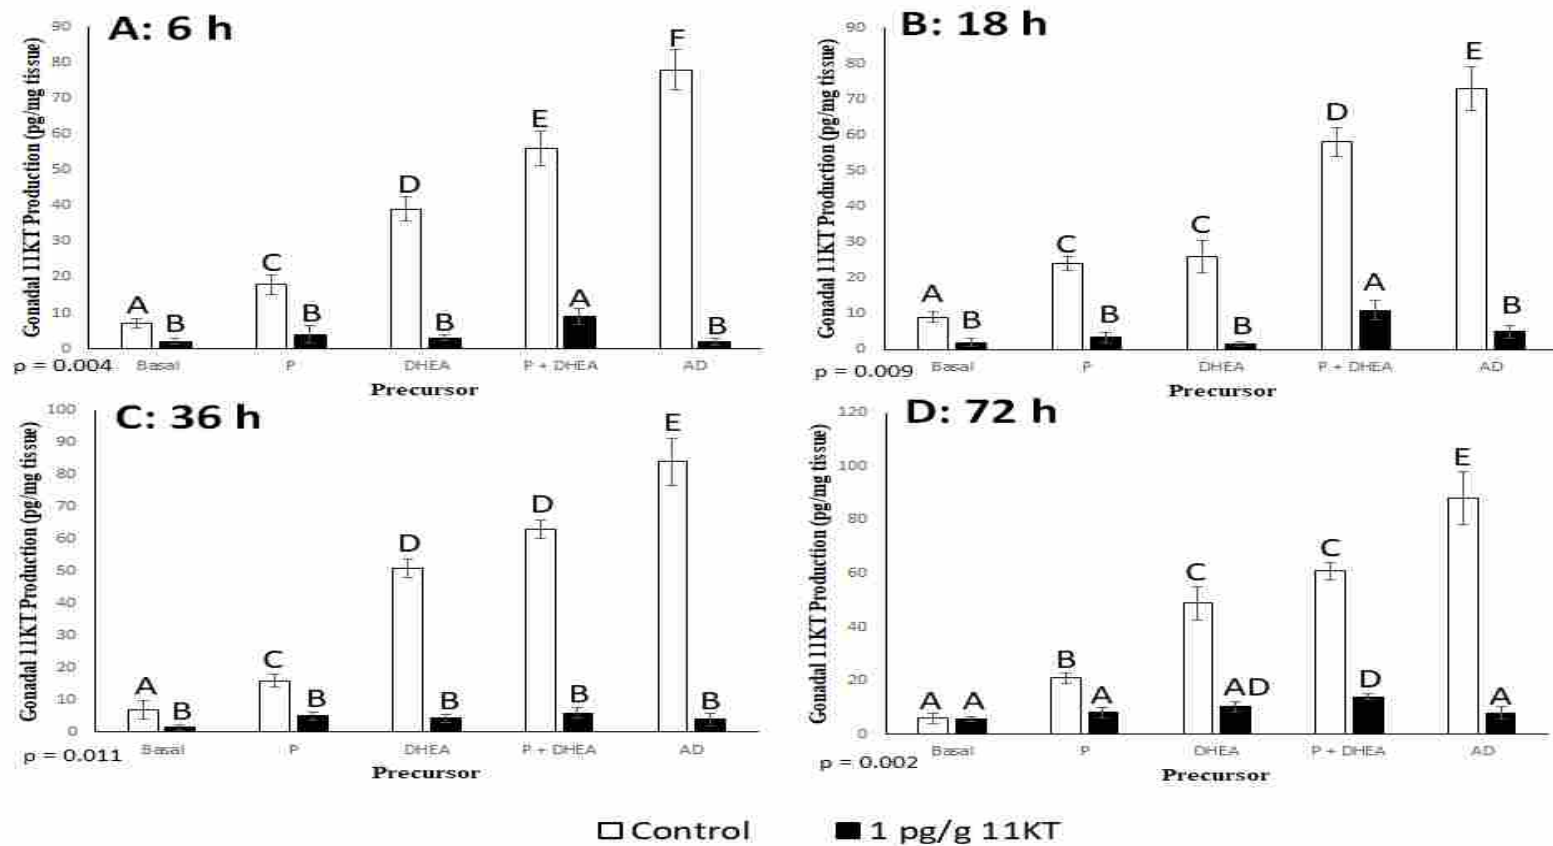 A: 6 h
Gonadal 11KT Production (pg/mg tissue)
90
80
70
60
50
40
30
20
10
0
A
B
C
B
D
B
E
A
F
B
p = 0.004
Basal
P
DHEA
P + DHEA
AD
Precursor
B: 18 h
Gonadal 11KT Production (pg/mg tissue)
90
80
70
60
50
40
30
20
10
0
A
B
C
B
C
B
D
A
E
B
p = 0.009
Basal
P
DHEA
P + DHEA
AD
Precursor
C: 36 h
Gonadal 11KT Production (pg/mg tissue)
100
90
80
70
60
50
40
30
20
10
0
A
B
C
B
D
B
D
B
E
B
p = 0.011
Basal
P
DHEA
P + DHEA
AD
Precursor
D: 72 h
Gonadal 11KT Production (pg/mg tissue)
120
100
80
60
40
20
0
A
A
B
A
C
AD
C
D
E
A
p = 0.002
Basal
P
DHEA
P + DHEA
AD
Precursor
Control
1 pg/g 11KT